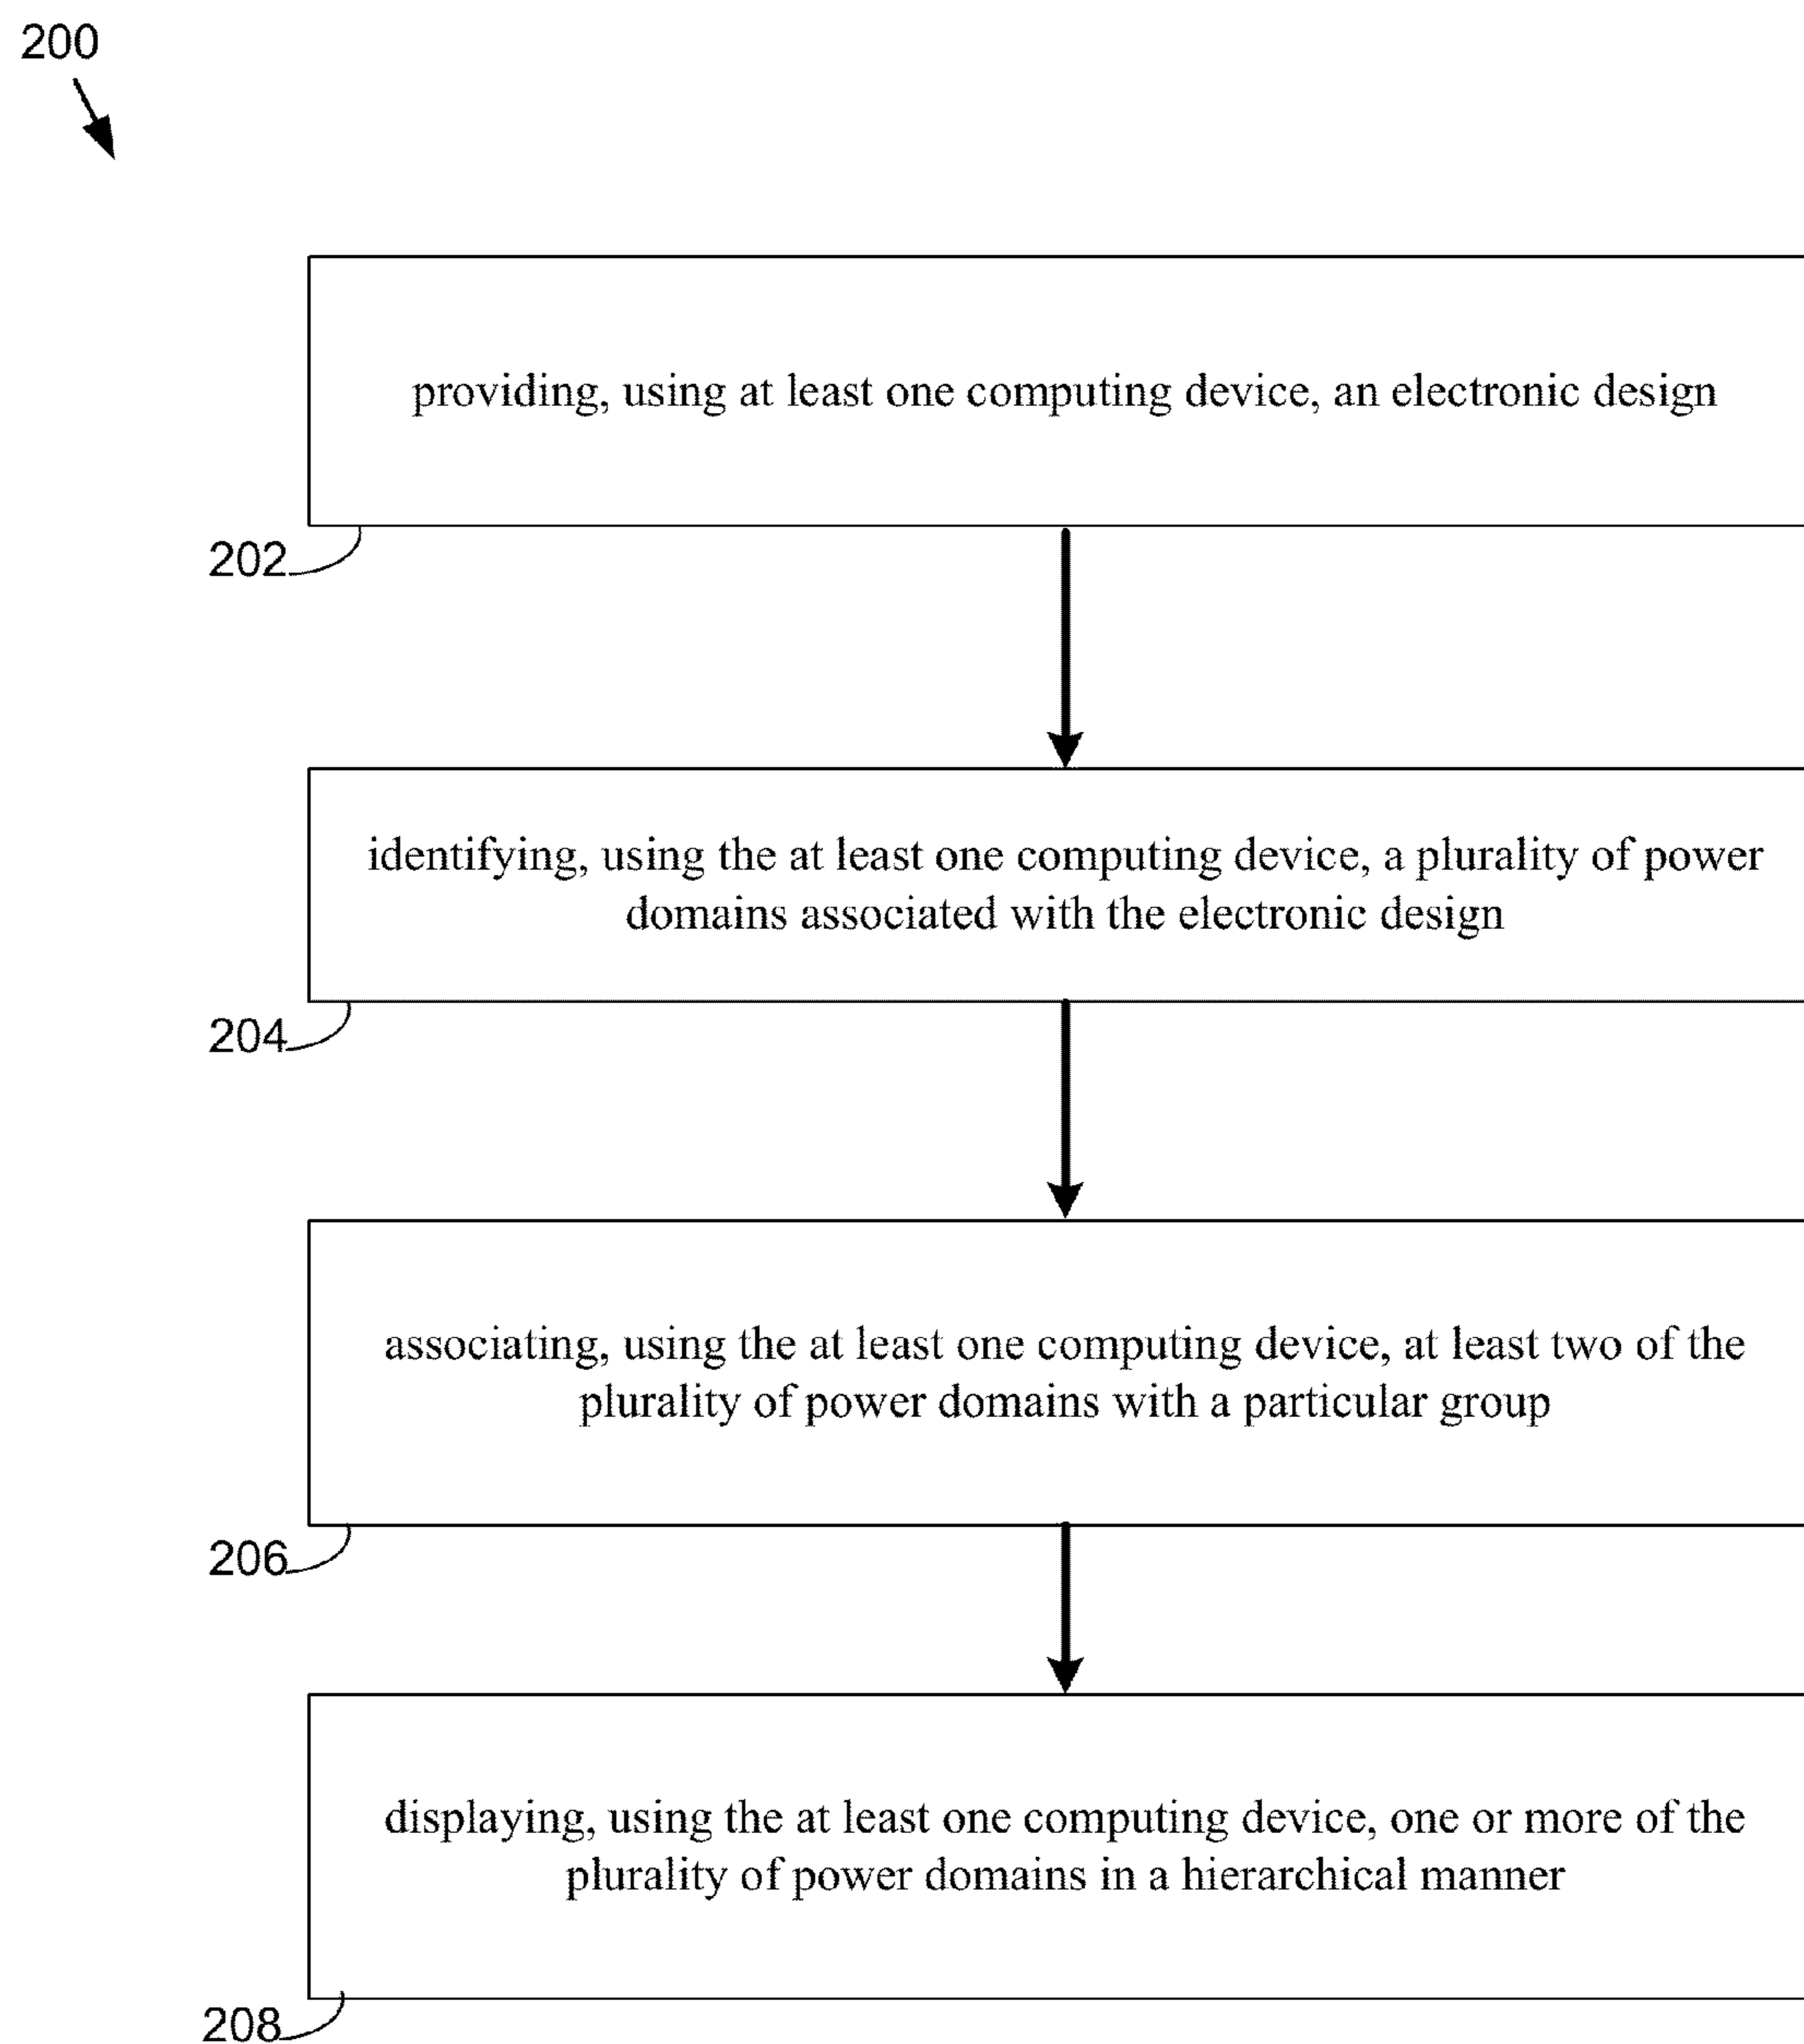 200
providing, using at least one computing device, an electronic design
202
identifying, using the at least one computing device, a plurality of power
domains associated with the electronic design
204
associating, using the at least one computing device, at least two of the
plurality of power domains with a particular group
206
displaying, using the at least one computing device, one or more of the
plurality of power domains in a hierarchical manner
208